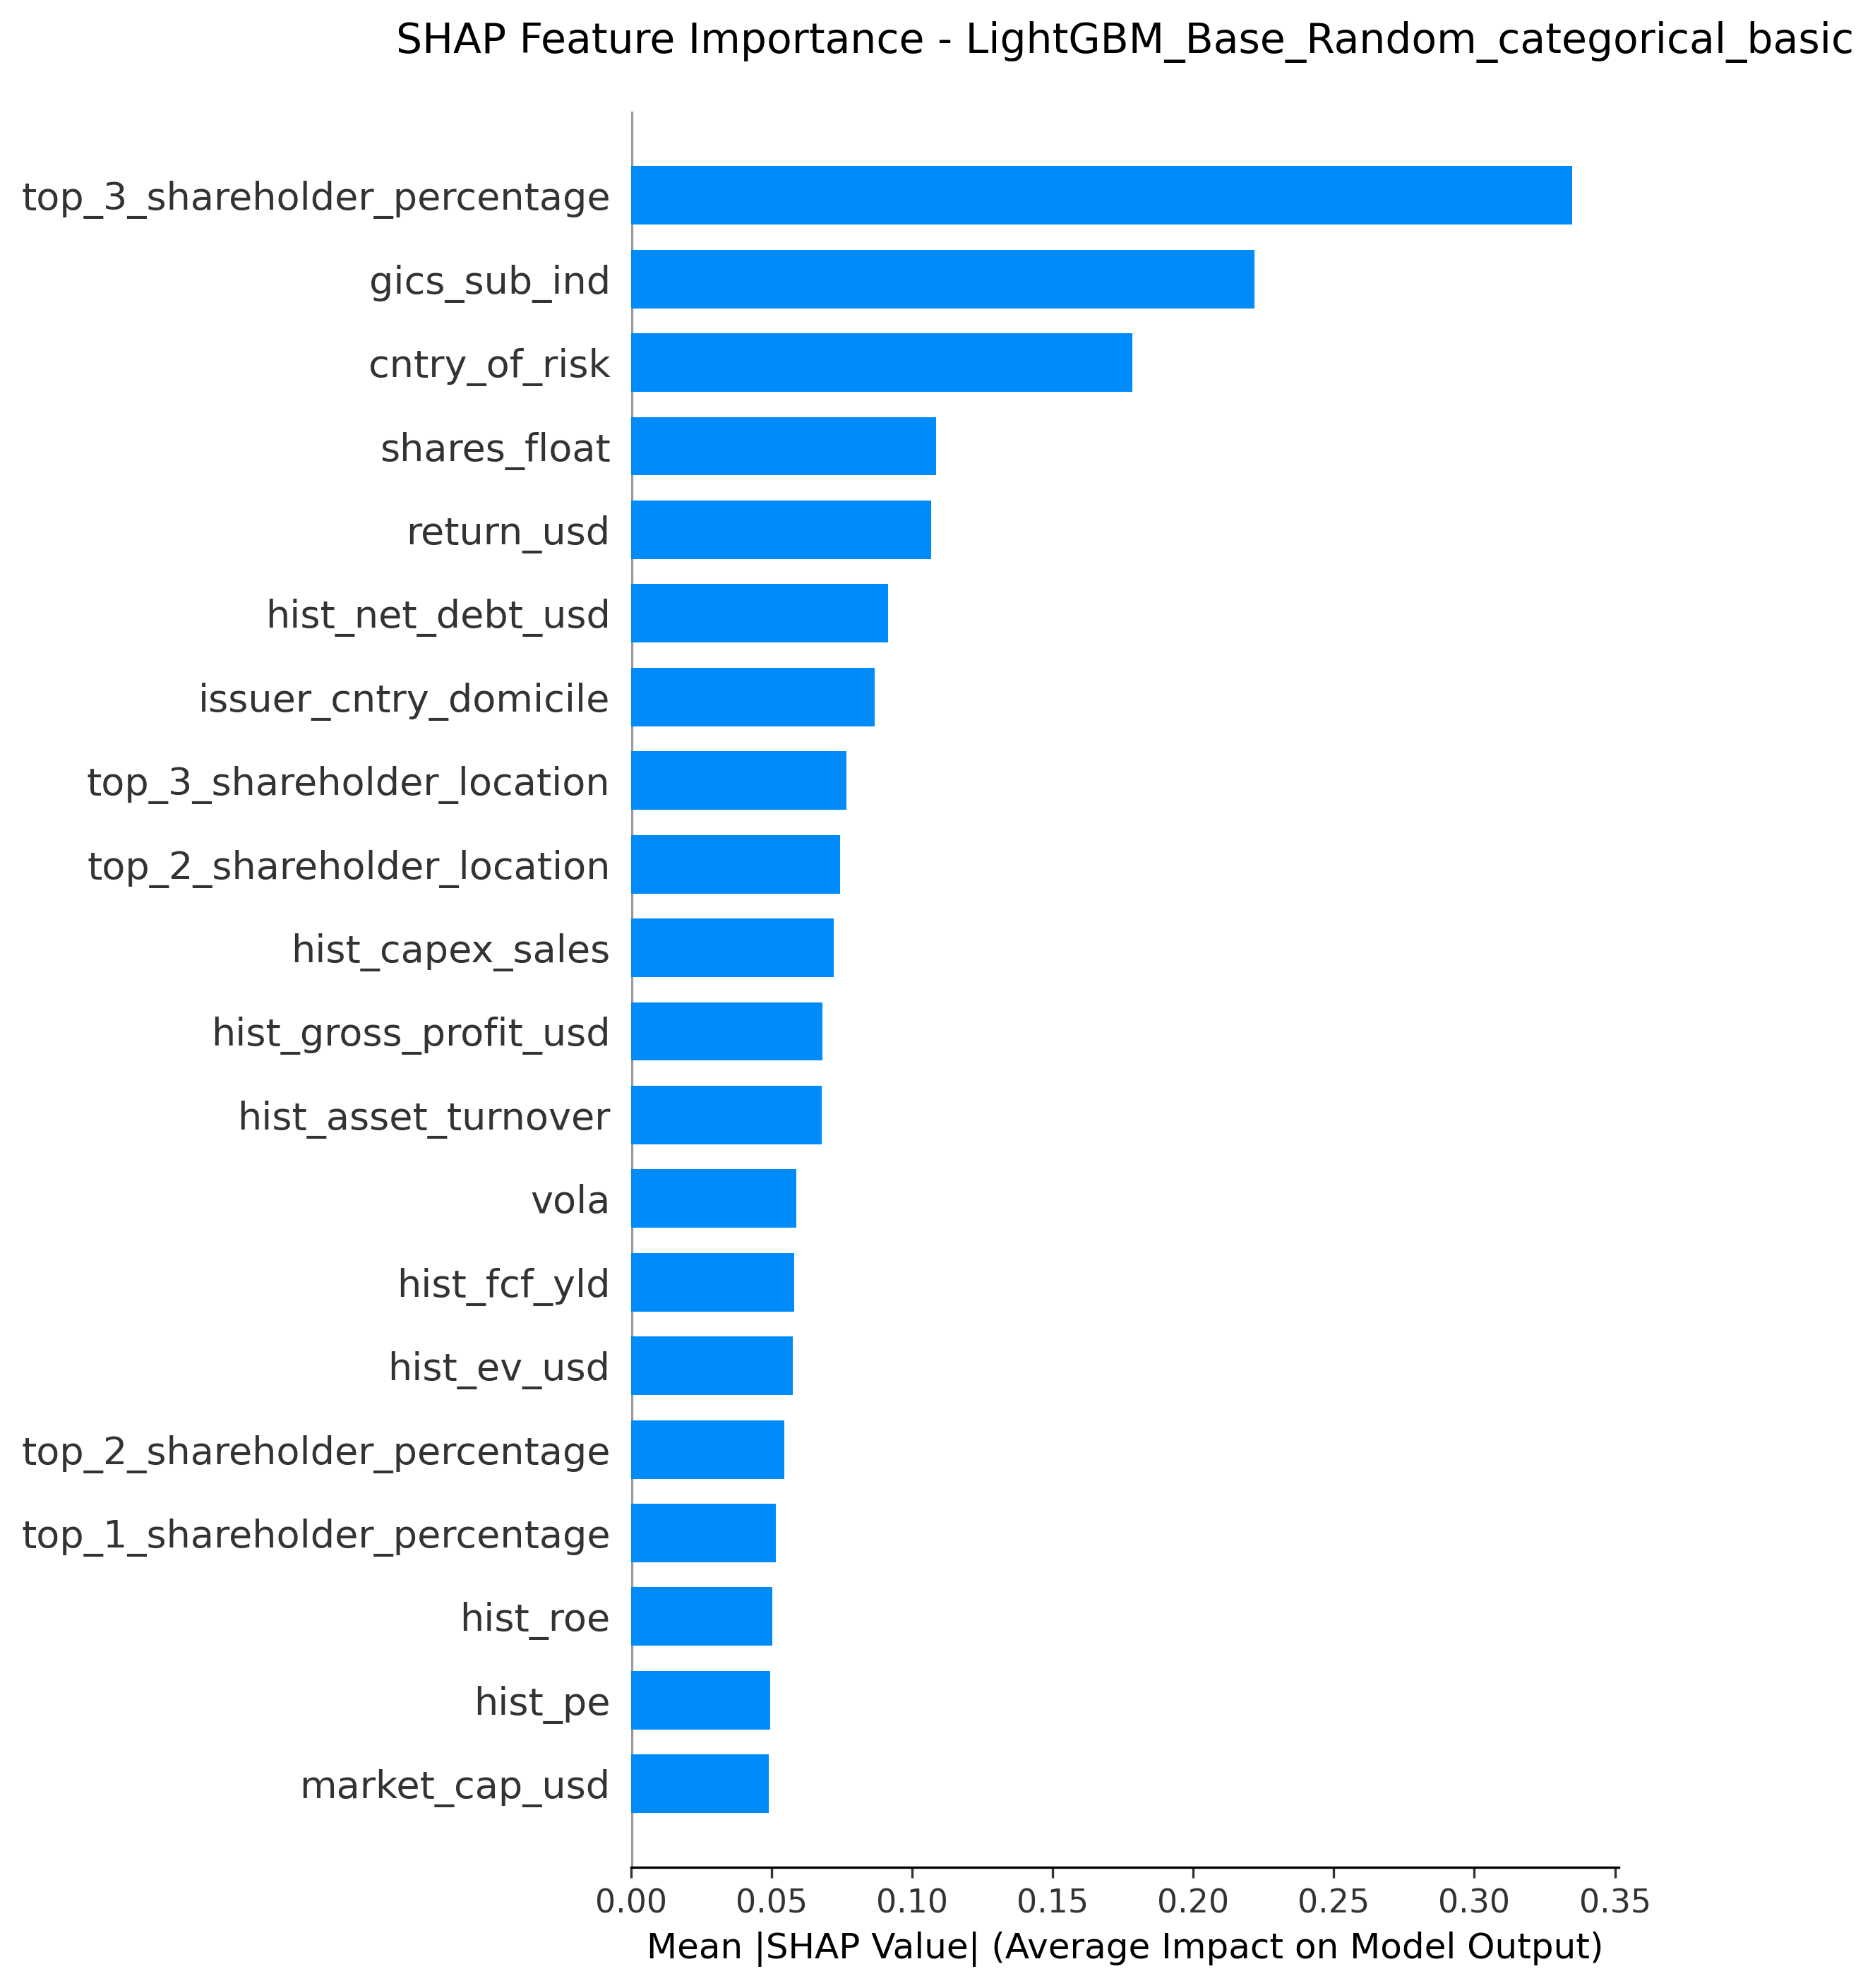 SHAP Feature Importance - LightGBM_Base_Random_categorical_basic
top_3_shareholder_percentage
gics_sub_ind
cntry_of_risk
shares_float
return_usd
hist_net_debt_usd
issuer_cntry_domicile
top_3_shareholder_location
top_2_shareholder_location
hist_capex_sales
hist_gross_profit_usd
hist_asset_turnover
vola
hist_fcf_yld
hist_ev_usd
top_2_shareholder_percentage
top_1_shareholder_percentage
hist_roe
hist_pe
market_cap_usd
0.00 0.05 0.10 0.15 0.20 0.25 0.30 0.35
Mean |SHAP Value| (Average Impact on Model Output)